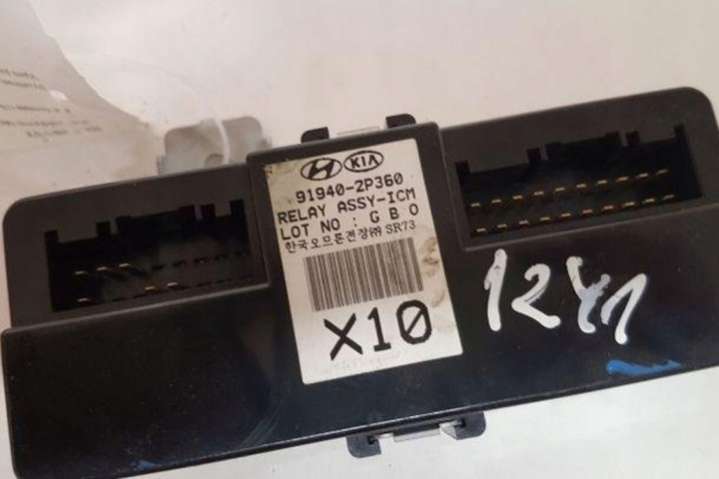 HYUNDAI KIA
91940-2P360
RELAY ASSY-ICM
LOT NO : G B O
한국오므론전장㈜ SR73
X10
1241